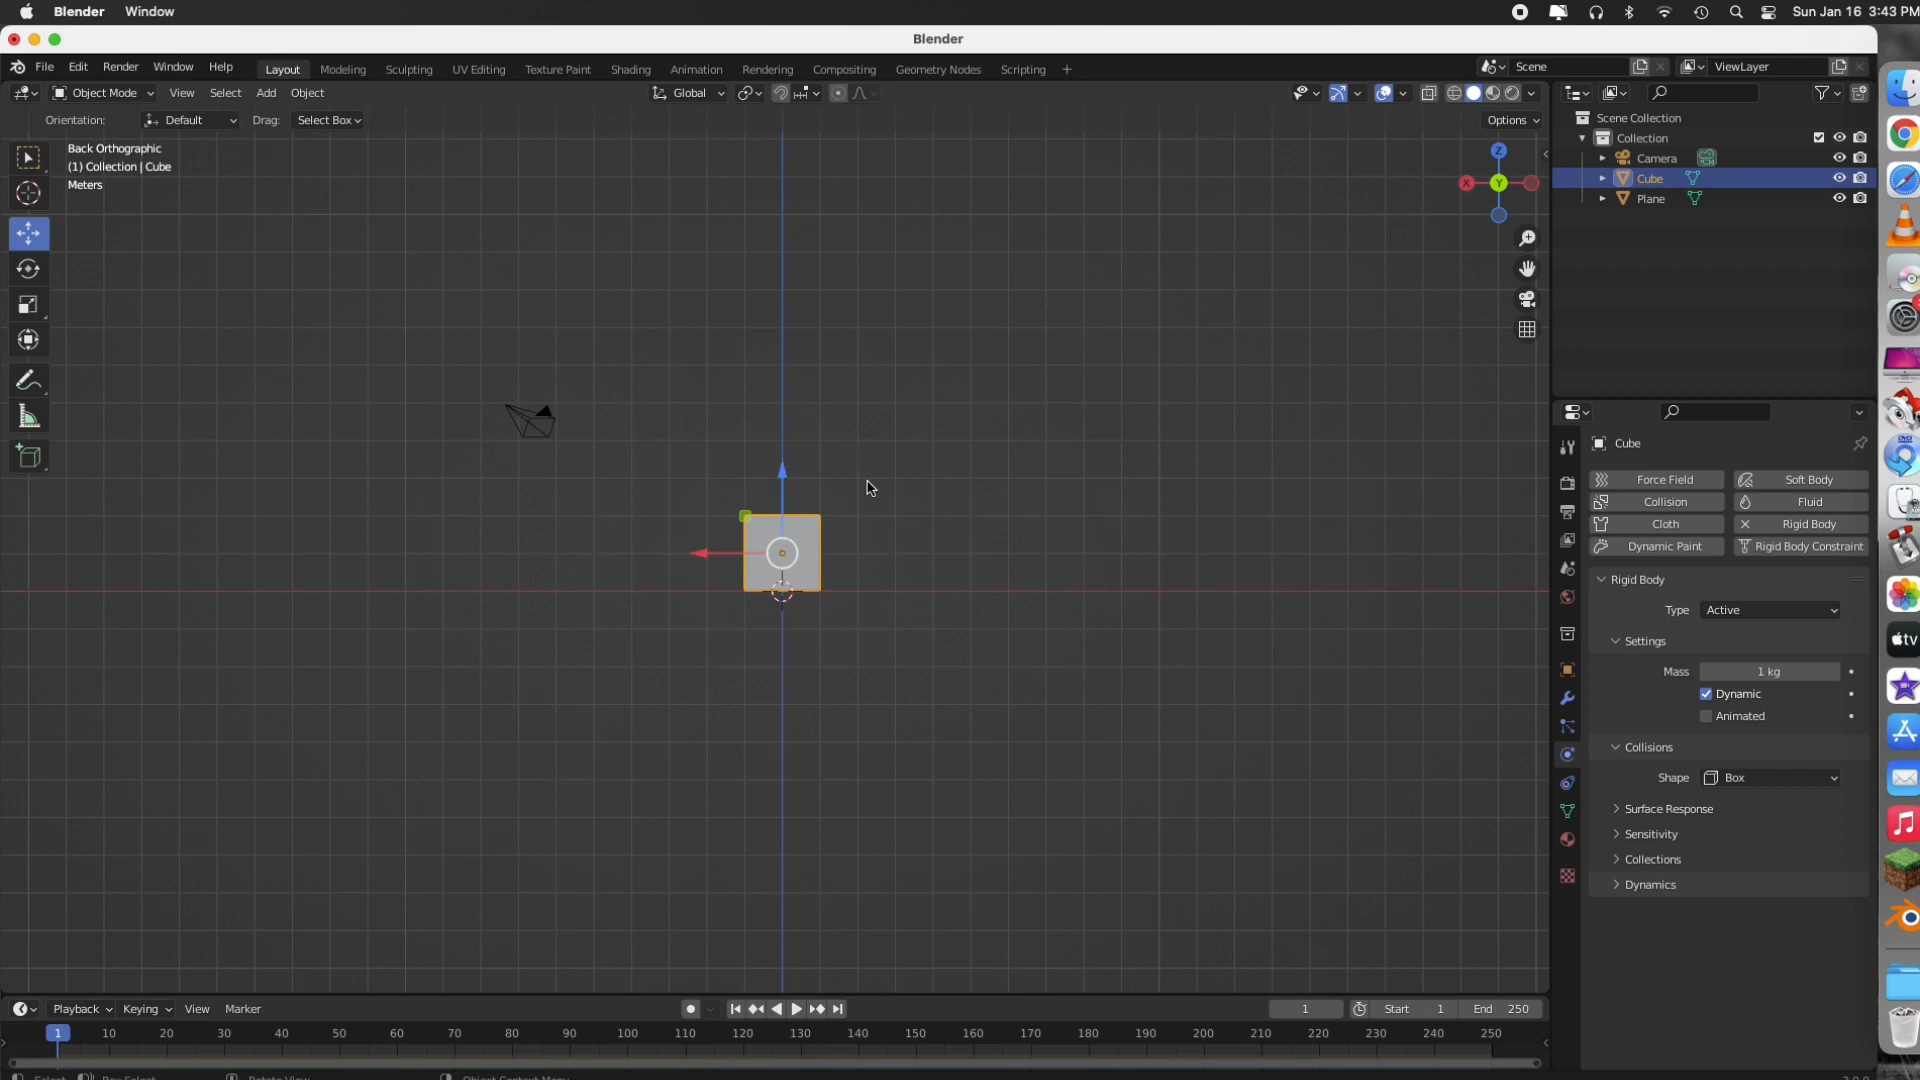 Blender Window Sun Jan 16 3:43 PM
Blender
File Edit Render Window Help Layout Modeling Sculpting UV Editing Texture Paint Shading Animation Rendering Compositing Geometry Nodes Scripting + Scene ViewLayer
Object Mode View Select Add Object Global
Orientation: Default Drag: Select Box Options
Back Orthographic
(1) Collection | Cube
Meters
Z
X Y
Scene Collection
Collection
Camera
Cube
Plane
Cube
Force Field Soft Body
Collision Fluid
Cloth Rigid Body
Dynamic Paint Rigid Body Constraint
Rigid Body
Type Active
Settings
Mass 1 kg
Dynamic
Animated
Collisions
Shape Box
Surface Response
Sensitivity
Collections
Dynamics
tv
Playback Keying View Marker 1 Start 1 End 250
1 10 20 30 40 50 60 70 80 90 100 110 120 130 140 150 160 170 180 190 200 210 220 230 240 250